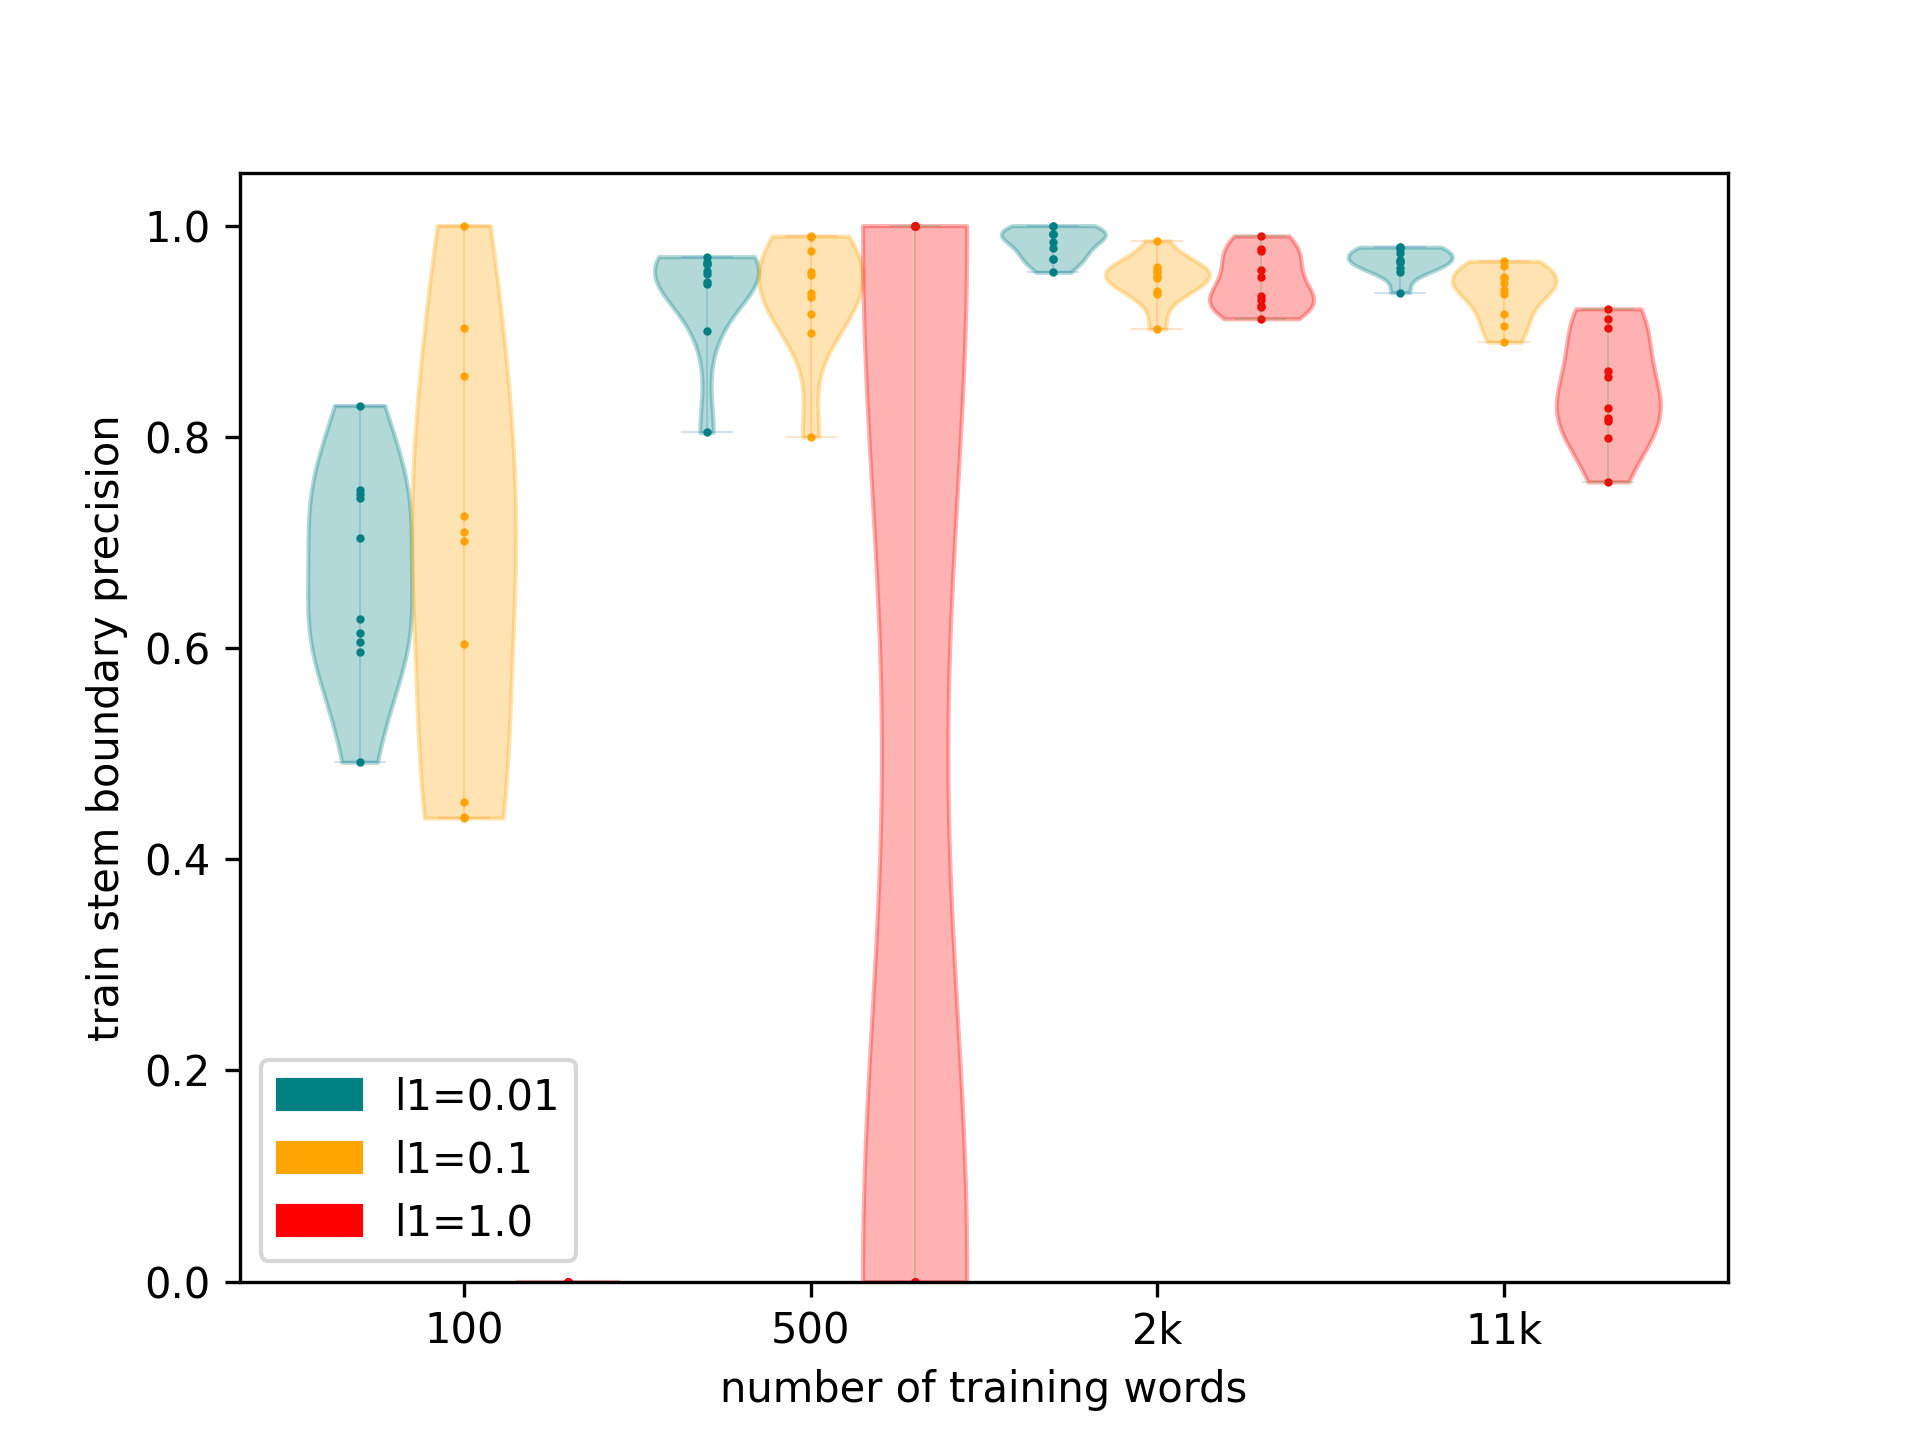 train stem boundary precision
1.0
0.8
0.6
0.4
0.2
0.0
l1=0.01
l1=0.1
l1=1.0
100 500 2k 11k
number of training words